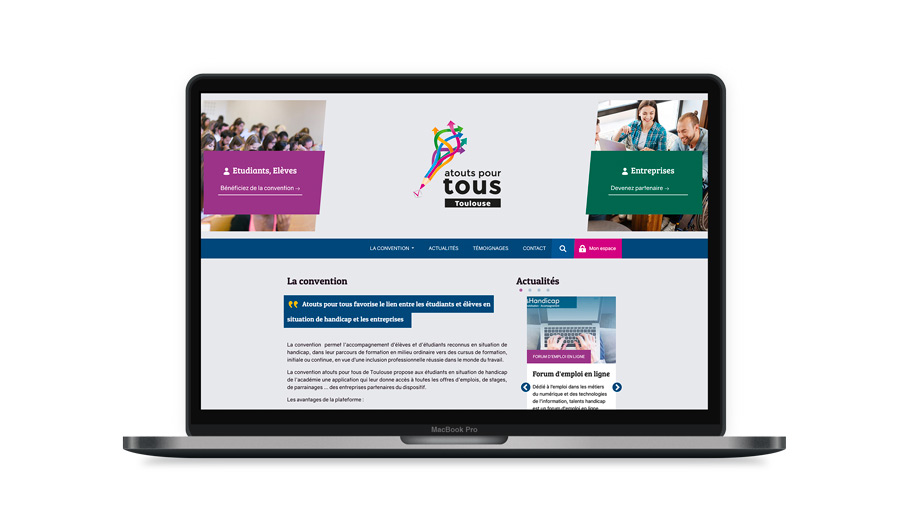 Etudiants, Elèves
Bénéficiez de la convention →
atouts pour
tous
Toulouse
Entreprises
Devenez partenaire →
LA CONVENTION
ACTUALITÉS
TÉMOIGNAGES
CONTACT
Mon espace
La convention
Atouts pour tous favorise le lien entre les étudiants et élèves en
situation de handicap et les entreprises
La convention permet l'accompagnement d'élèves et d'étudiants reconnus en situation de
handicap, dans leur parcours de formation en milieu ordinaire vers des cursus de formation,
initiale ou continue, en vue d'une inclusion professionnelle réussie dans le monde du travail.
La convention atouts pour tous de Toulouse propose aux étudiants en situation de handicap
de l'académie une application qui leur donne accès à toutes les offres d'emplois, de stages,
de parrainages ... des entreprises partenaires du dispositif.
Les avantages de la plateforme :
Actualités
sHandicap
FORUM D'EMPLOI EN LIGNE
Forum d'emploi en ligne
Dédié à l'emploi dans les métiers
du numérique et des technologies
de l'information, talents handicap
est un forum d'emploi en ligne
MacBook Pro